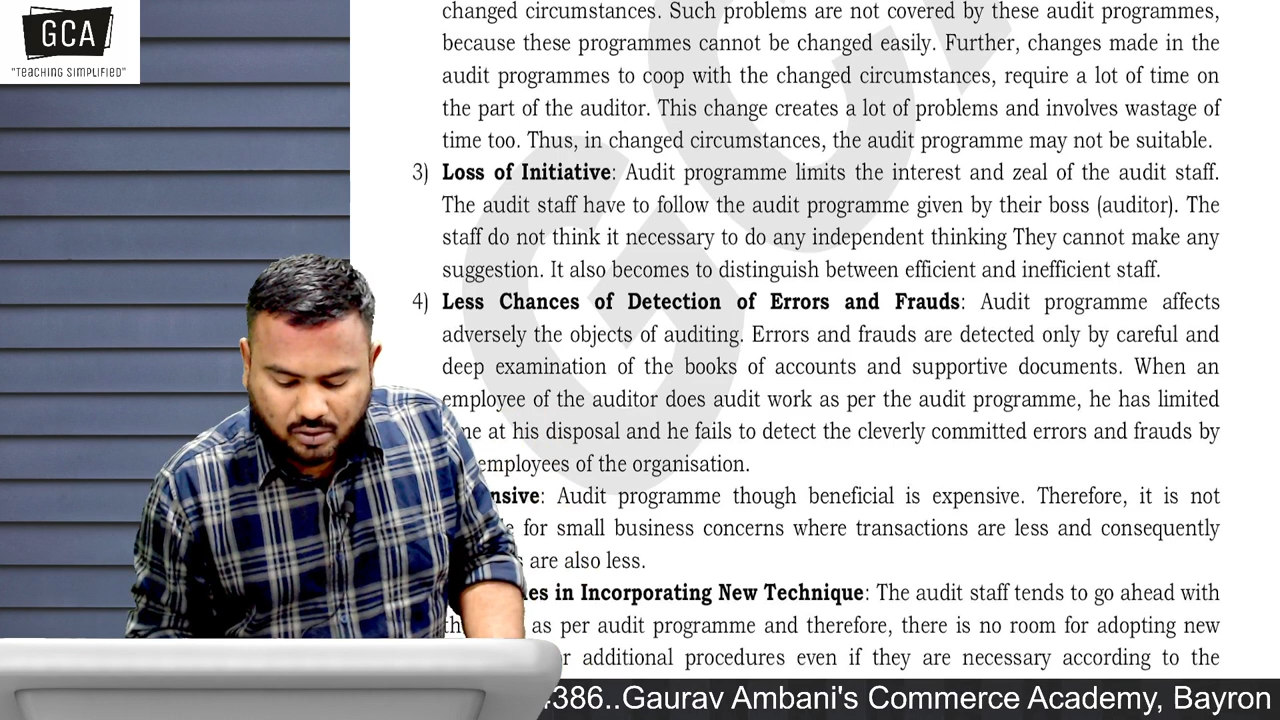 GCA
"TEACHING SIMPLIFIED"
changed circumstances. Such problems are not covered by these audit programmes,
because these programmes cannot be changed easily. Further, changes made in the
audit programmes to coop with the changed circumstances, require a lot of time on
the part of the auditor. This change creates a lot of problems and involves wastage of
time too. Thus, in changed circumstances, the audit programme may not be suitable.
3) Loss of Initiative: Audit programme limits the interest and zeal of the audit staff.
The audit staff have to follow the audit programme given by their boss (auditor). The
staff do not think it necessary to do any independent thinking They cannot make any
suggestion. It also becomes to distinguish between efficient and inefficient staff.
4) Less Chances of Detection of Errors and Frauds: Audit programme affects
adversely the objects of auditing. Errors and frauds are detected only by careful and
deep examination of the books of accounts and supportive documents. When an
employee of the auditor does audit work as per the audit programme, he has limited
at his disposal and he fails to detect the cleverly committed errors and frauds by
employees of the organisation.
: Audit programme though beneficial is expensive. Therefore, it is not
for small business concerns where transactions are less and consequently
are also less.
in Incorporating New Technique: The audit staff tends to go ahead with
as per audit programme and therefore, there is no room for adopting new
additional procedures even if they are necessary according to the
386..Gaurav Ambani's Commerce Academy, Bayron